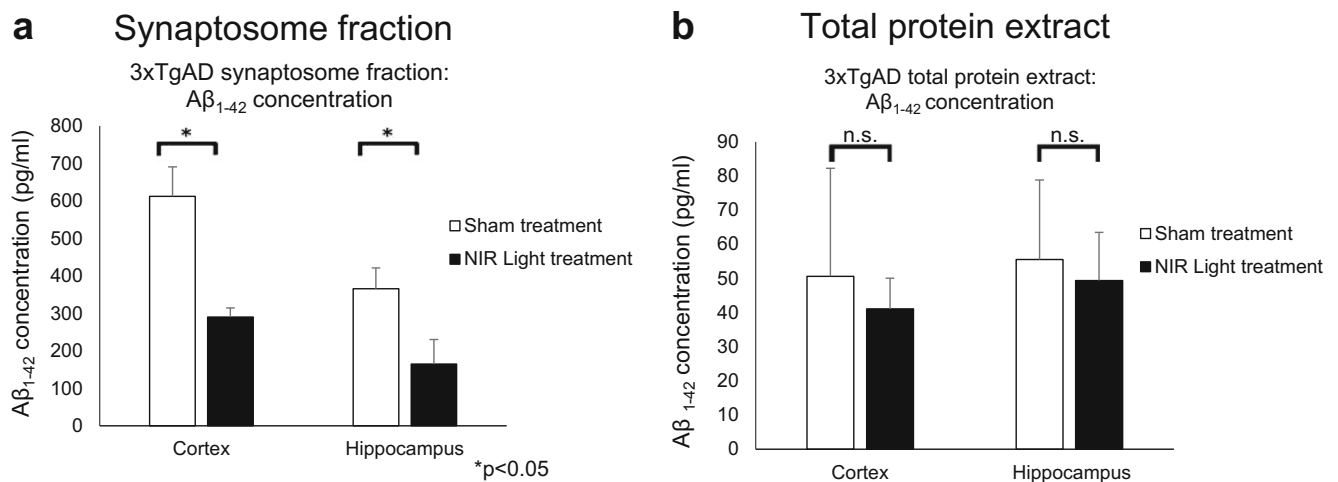 a Synaptosome fraction
3xTgAD synaptosome fraction:
Aβ1-42 concentration
Aβ1-42 concentration (pg/ml)
800
700
600
500
400
300
200
100
0
*
*
Sham treatment
NIR Light treatment
Cortex
Hippocampus
*p<0.05
b Total protein extract
3xTgAD total protein extract:
Aβ1-42 concentration
Aβ 1-42 concentration (pg/ml)
90
80
70
60
50
40
30
20
10
0
n.s.
n.s.
Sham treatment
NIR Light treatment
Cortex
Hippocampus